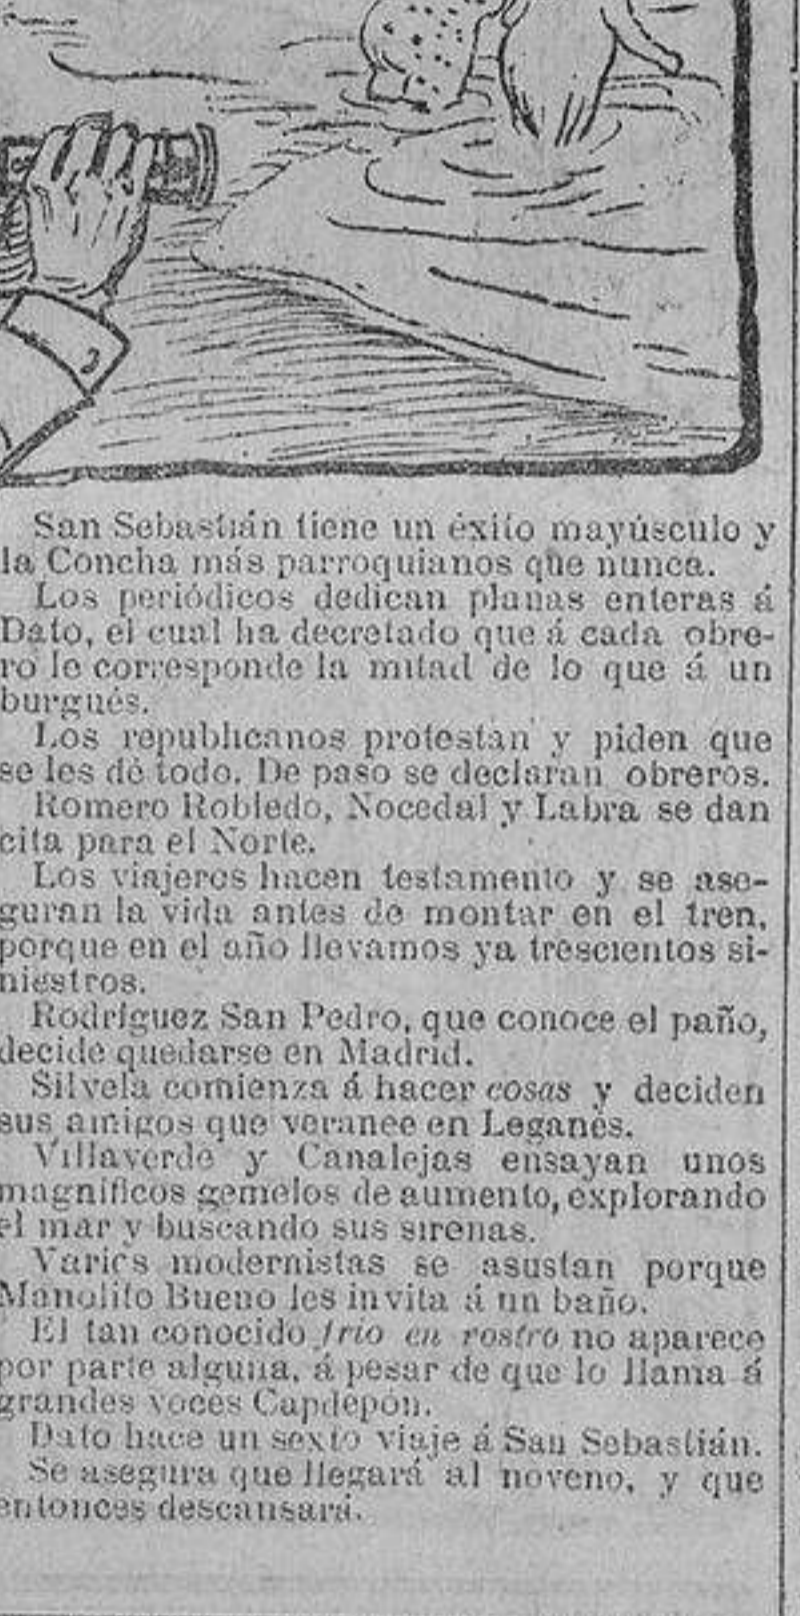 San Sebastián tiene un éxito mayúsculo y
la Concha más parroquianos que nunca.
Los periódicos dedican planas enteras á
Dato, el cual ha decretado que á cada obre-
ro le corresponde la mitad de lo que á un
burgués.
Los republicanos protestan y piden que
se les dé todo. De paso se declaran obreros.
Romero Robledo, Nocedal y Labra se dan
cita para el Norte.
Los viajeros hacen testamento y se ase-
guran la vida antes de montar en el tren,
porque en el año llevamos ya trescientos si-
niestros.
Rodríguez San Pedro, que conoce el paño,
decide quedarse en Madrid.
Silvela comienza á hacer cosas y deciden
sus amigos que veranee en Leganés.
Villaverde y Canalejas ensayan unos
magníficos gemelos de aumento, explorando
el mar y buscando sus sirenas.
Varios modernistas se asustan porque
Manolito Bueno les invita á un baño.
El tan conocido frio en rostro no aparece
por parte alguna, á pesar de que lo llama á
grandes voces Capdepón.
Dato hace un sexto viaje á San Sebastián.
Se asegura que llegará al noveno, y que
entonces descansará.